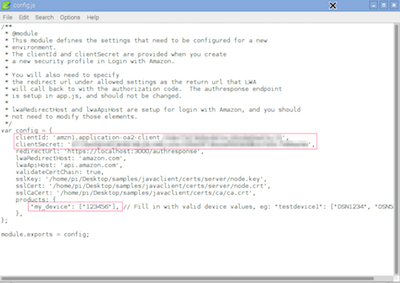 config.js
File Edit Search Options Help
/**
* @module
* This module defines the settings that need to be configured for a new
* environment.
* The clientId and clientSecret are provided when you create
* a new security profile in Login with Amazon.
*
* You will also need to specify
* the redirect url under allowed settings as the return url that LWA
* will call back to with the authorization code. The authresponse endpoint
* is setup in app.js, and should not be changed.
*
* lwaRedirectHost and lwaApiHost are setup for login with Amazon, and you should
* not need to modify those elements.
*/
var config = {
clientId: 'amzn1.application-oa2-client.
clientSecret: '
redirectUrl: 'https://localhost:3000/authresponse',
lwaRedirectHost: 'amazon.com',
lwaApiHost: 'api.amazon.com',
validateCertChain: true,
sslKey: '/home/pi/Desktop/samples/javaclient/certs/server/node.key',
sslCert: '/home/pi/Desktop/samples/javaclient/certs/server/node.crt',
sslCaCert: '/home/pi/Desktop/samples/javaclient/certs/ca/ca.crt',
products: {
"my_device": ["123456"], // Fill in with valid device values, eg: "testdevice1": ["DSN1234", "DSN5
},
};
module.exports = config;